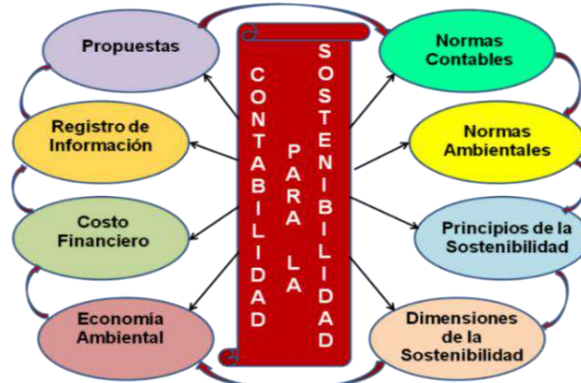 Propuestas
Registro de
Información
Costo
Financiero
Economía
Ambiental
CONTABILIDAD
PARA LA
SOSTENIBILIDAD
Normas
Contables
Normas
Ambientales
Principios de la
Sostenibilidad
Dimensiones
de la
Sostenibilidad